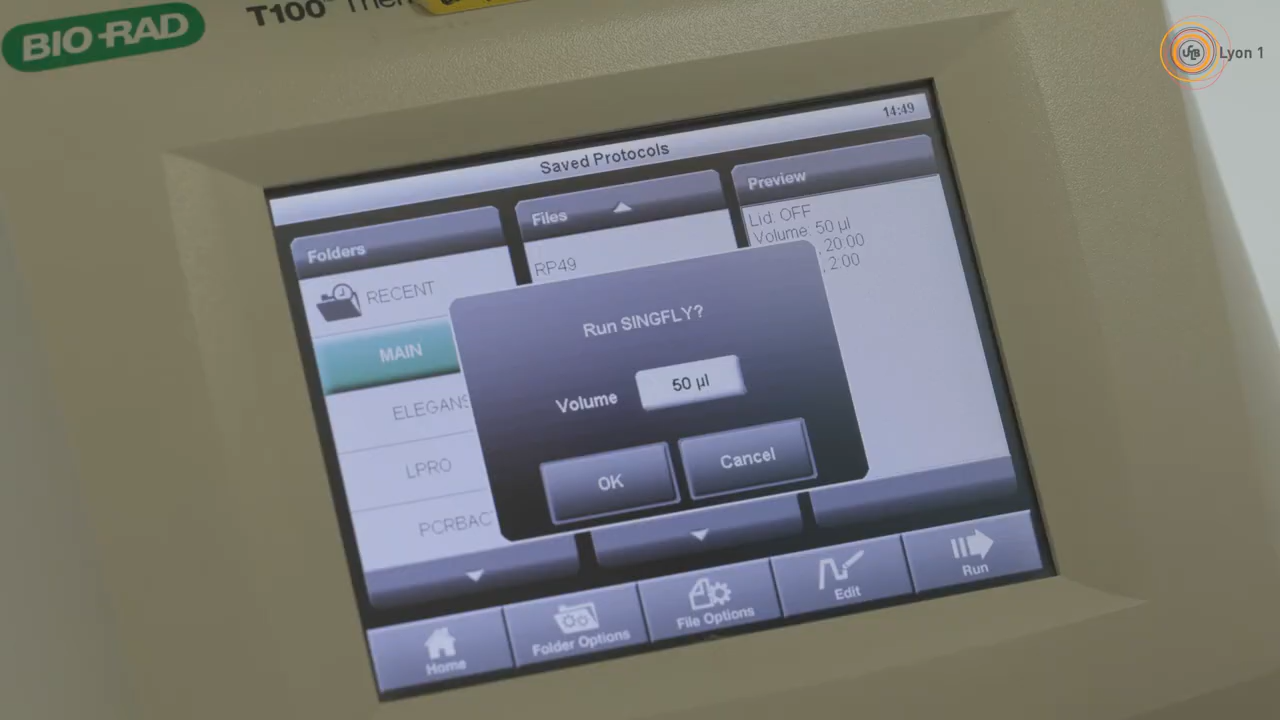 BIO-RAD
T100
Lyon 1
14:49
Saved Protocols
Folders
Files
Preview
RECENT
MAIN
ELEGANS
LPRO
RP49
Lid: OFF
Volume: 50 µl
, 20:00
, 2:00
Run SINGFLY?
Volume
50 µl
OK
Cancel
Home
Folder Options
File Options
Edit
Run